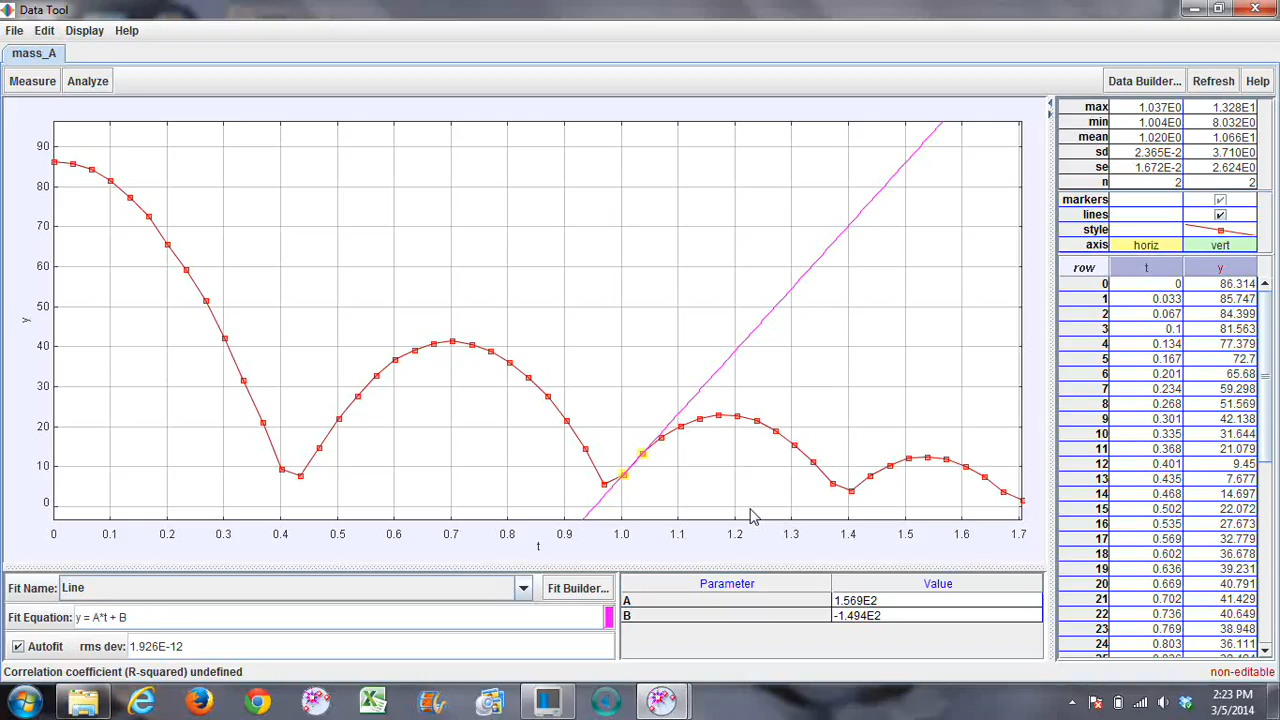 Data Tool
File Edit Display Help
mass_A
Measure Analyze Data Builder... Refresh Help
max 1.037E0 1.328E1
min 1.004E0 8.032E0
mean 1.020E0 1.066E1
sd 2.365E-2 3.710E0
se 1.672E-2 2.624E0
n 2 2
markers
lines
style
axis horiz vert
row t y
0 0 86.314
1 0.033 85.747
2 0.067 84.399
3 0.1 81.563
4 0.134 77.379
5 0.167 72.7
6 0.201 65.68
7 0.234 59.298
8 0.268 51.569
9 0.301 42.138
10 0.335 31.644
11 0.368 21.079
12 0.401 9.45
13 0.435 7.677
14 0.468 14.697
15 0.502 22.072
16 0.535 27.673
17 0.569 32.779
18 0.602 36.678
19 0.636 39.231
20 0.669 40.791
21 0.702 41.429
22 0.736 40.649
23 0.769 38.948
24 0.803 36.111
90
80
70
60
50
40
30
20
10
0
y
0 0.1 0.2 0.3 0.4 0.5 0.6 0.7 0.8 0.9 1.0 1.1 1.2 1.3 1.4 1.5 1.6 1.7
t
Fit Name: Line Fit Builder...
Fit Equation: y = A*t + B
Autofit rms dev: 1.926E-12
Parameter Value
A 1.569E2
B -1.494E2
Correlation coefficient (R-squared) undefined
non-editable
2:23 PM
3/5/2014